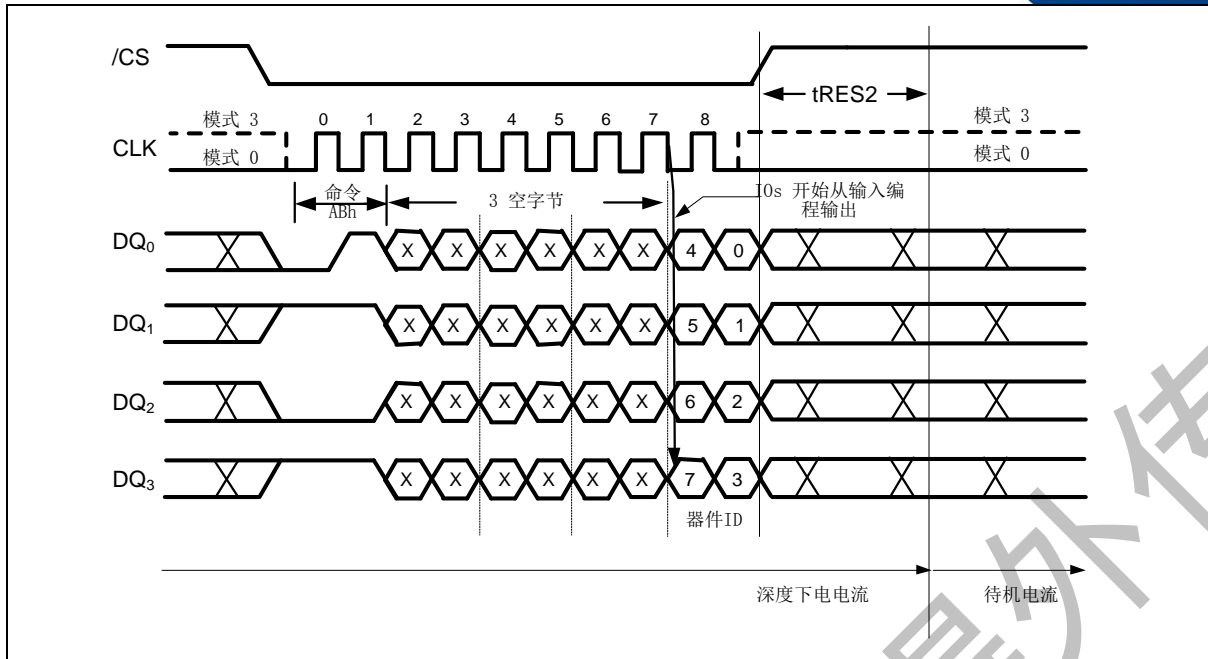 /CS
tRES2
模式 3
0 1 2 3 4 5 6 7 8
模式 3
CLK
模式 0
模式 0
命令
ABh
3 空字节
IOs 开始从输入编
程输出
DQ0
X X X X X X 4 0
DQ1
X X X X X X 5 1
DQ2
X X X X X X 6 2
DQ3
X X X X X X 7 3
器件ID
深度下电电流
待机电流
外传